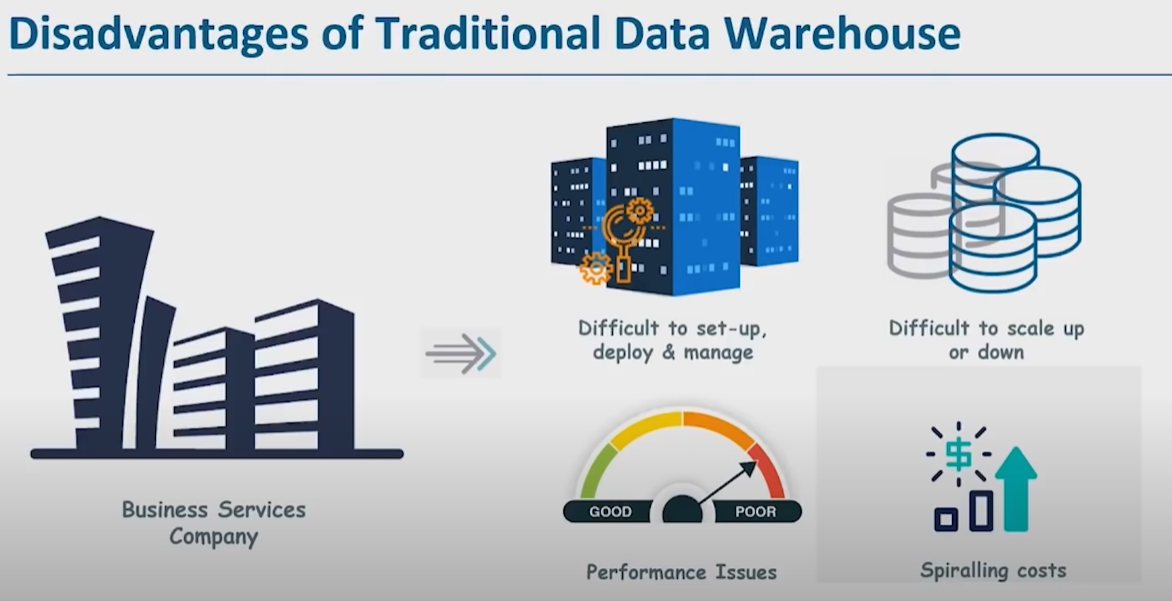 Disadvantages of Traditional Data Warehouse
Business Services
Company
Difficult to set-up,
deploy & manage
Difficult to scale up
or down
GOOD
POOR
Performance Issues
$
Spiralling costs